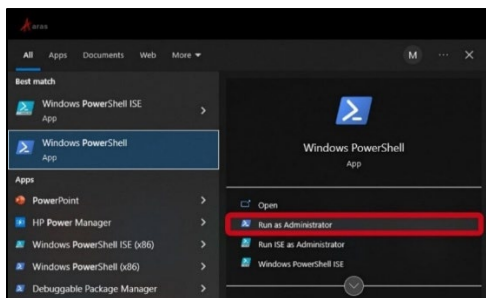 aras
All Apps Documents Web More
M ...
Best match
Windows PowerShell ISE
App
Windows PowerShell
App
Apps
PowerPoint
HP Power Manager
Windows PowerShell ISE (x86)
Windows PowerShell (x86)
Debuggable Package Manager
Windows PowerShell
App
Open
Run as Administrator
Run ISE as Administrator
Windows PowerShell ISE